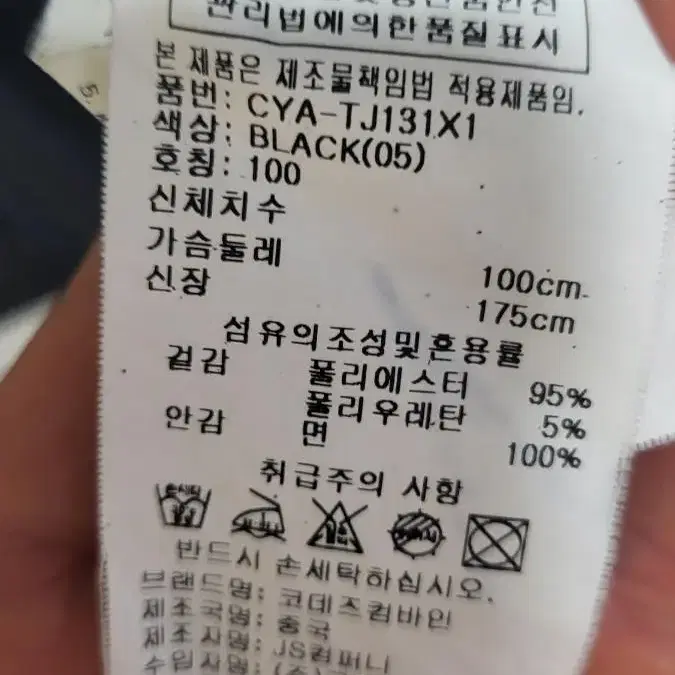 관리법에의한품질표시
본 제품은 제조물책임법 적용제품임.
품번: CYA-TJ131X1
색상: BLACK(05)
호칭: 100
신체치수
가슴둘레 100cm
신장 175cm
섬유의조성및혼용률
겉감 폴리에스터 95%
폴리우레탄 5%
안감 면 100%
취급주의 사항
반드시 손세탁하십시오.
브랜드명: 코데즈컴바인
제조국명: 중국
제조자명: JS컴퍼니
수입자명: (주)